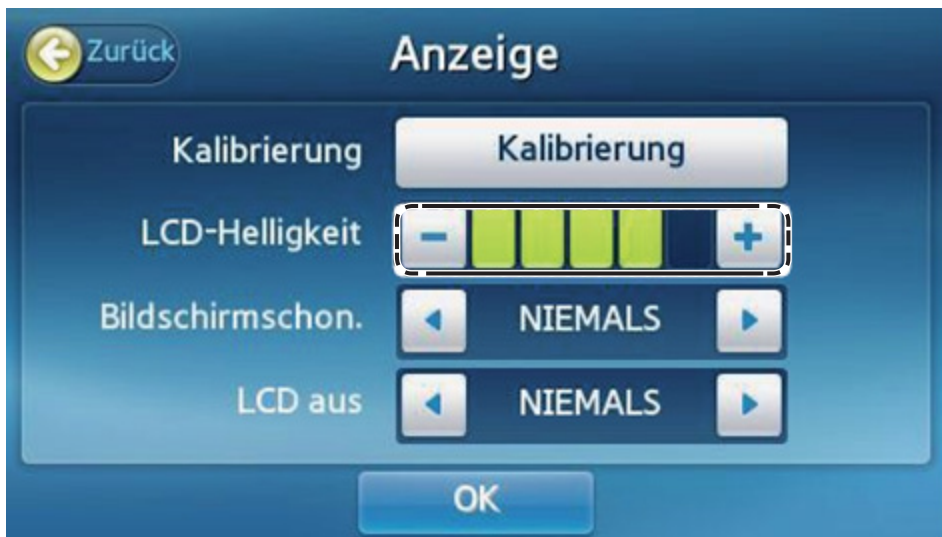 Zurück
Anzeige
Kalibrierung Kalibrierung
LCD-Helligkeit - +
Bildschirmschon. NIEMALS
LCD aus NIEMALS
OK